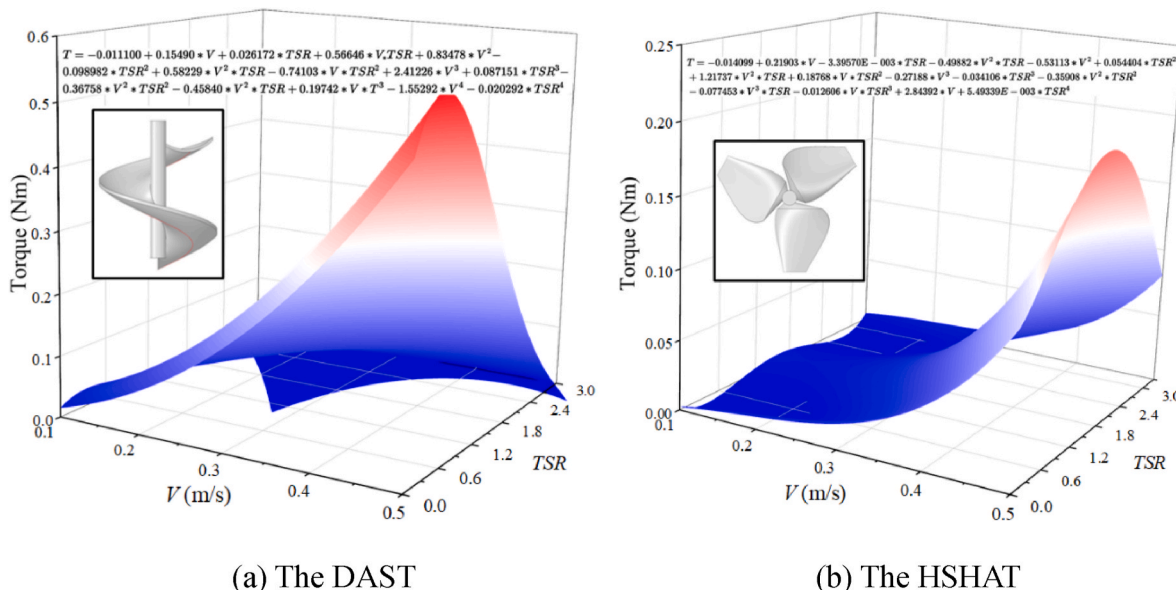 0.6
T = −0.011100 + 0.15490 * V + 0.026172 * TSR + 0.56646 * V,TSR + 0.83478 * V² −
0.098982 * TSR² + 0.58229 * V² * TSR − 0.74103 * V * TSR² + 2.41226 * V³ + 0.087151 * TSR³ −
0.36758 * V² * TSR² − 0.45840 * V² * TSR + 0.19742 * V * T³ − 1.55292 * V⁴ − 0.020292 * TSR⁴
0.5
0.4
0.3
0.2
0.1
0.0
Torque (Nm)
0.1
0.2
0.3
0.4
0.5
V (m/s)
0.0
0.6
1.2
1.8
2.4
3.0
TSR
(a) The DAST
0.25
T = −0.014099 + 0.21903 * V − 3.39570E − 003 * TSR − 0.49882 * V * TSR − 0.53113 * V² + 0.054404 * TSR²
+ 1.21737 * V² * TSR + 0.18768 * V * TSR² − 0.27188 * V³ − 0.034106 * TSR³ − 0.35908 * V² * TSR²
− 0.077453 * V³ * TSR − 0.012606 * V * TSR³ + 2.84392 * V + 5.49339E − 003 * TSR⁴
0.20
0.15
0.10
0.05
0.00
Torque (Nm)
0.1
0.2
0.3
0.4
0.5
V (m/s)
0.0
0.6
1.2
1.8
2.4
3.0
TSR
(b) The HSHAT